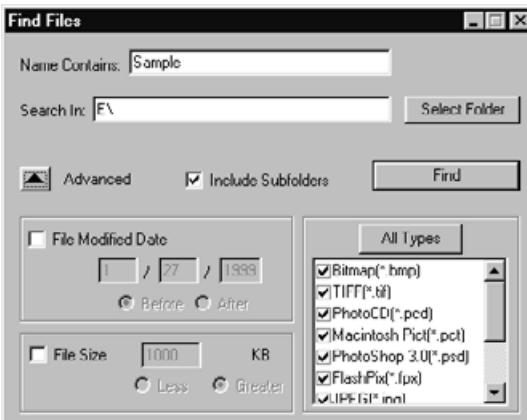 Find Files
Name Contains: Sample
Search In: E\
Select Folder
Advanced
Include Subfolders
Find
File Modified Date
1 / 27 / 1999
Before
After
File Size
1000 KB
Less
Greater
All Types
Bitmap(*.bmp)
TIFF(*.tif)
PhotoCD(*.pcd)
Macintosh Pict(*.pct)
PhotoShop 3.0(*.psd)
FlashPix(*.fpx)